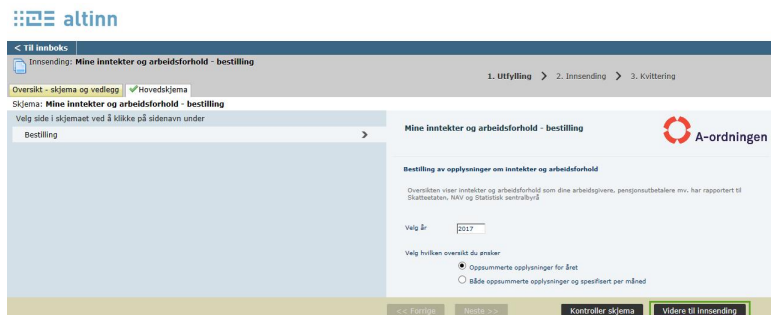 altinn
< Til innboks
Innsending: Mine inntekter og arbeidsforhold - bestilling
1. Utfylling > 2. Innsending > 3. Kvittering
Oversikt - skjema og vedlegg Hovedskjema
Skjema: Mine inntekter og arbeidsforhold - bestilling
Velg side i skjemaet ved å klikke på sidenavn under
Bestilling >
Mine inntekter og arbeidsforhold - bestilling
A-ordningen
Bestilling av opplysninger om inntekter og arbeidsforhold
Oversikten viser inntekter og arbeidsforhold som dine arbeidsgivere, pensjonsutbetalere mv. har rapportert til
Skatteetaten, NAV og Statistisk sentralbyrå
Velg år 2017
Velg hvilken oversikt du ønsker
Oppsummerte opplysninger for året
Både oppsummerte opplysninger og spesifisert per måned
<< Forrige Neste >> Kontroller skjema Videre til innsending